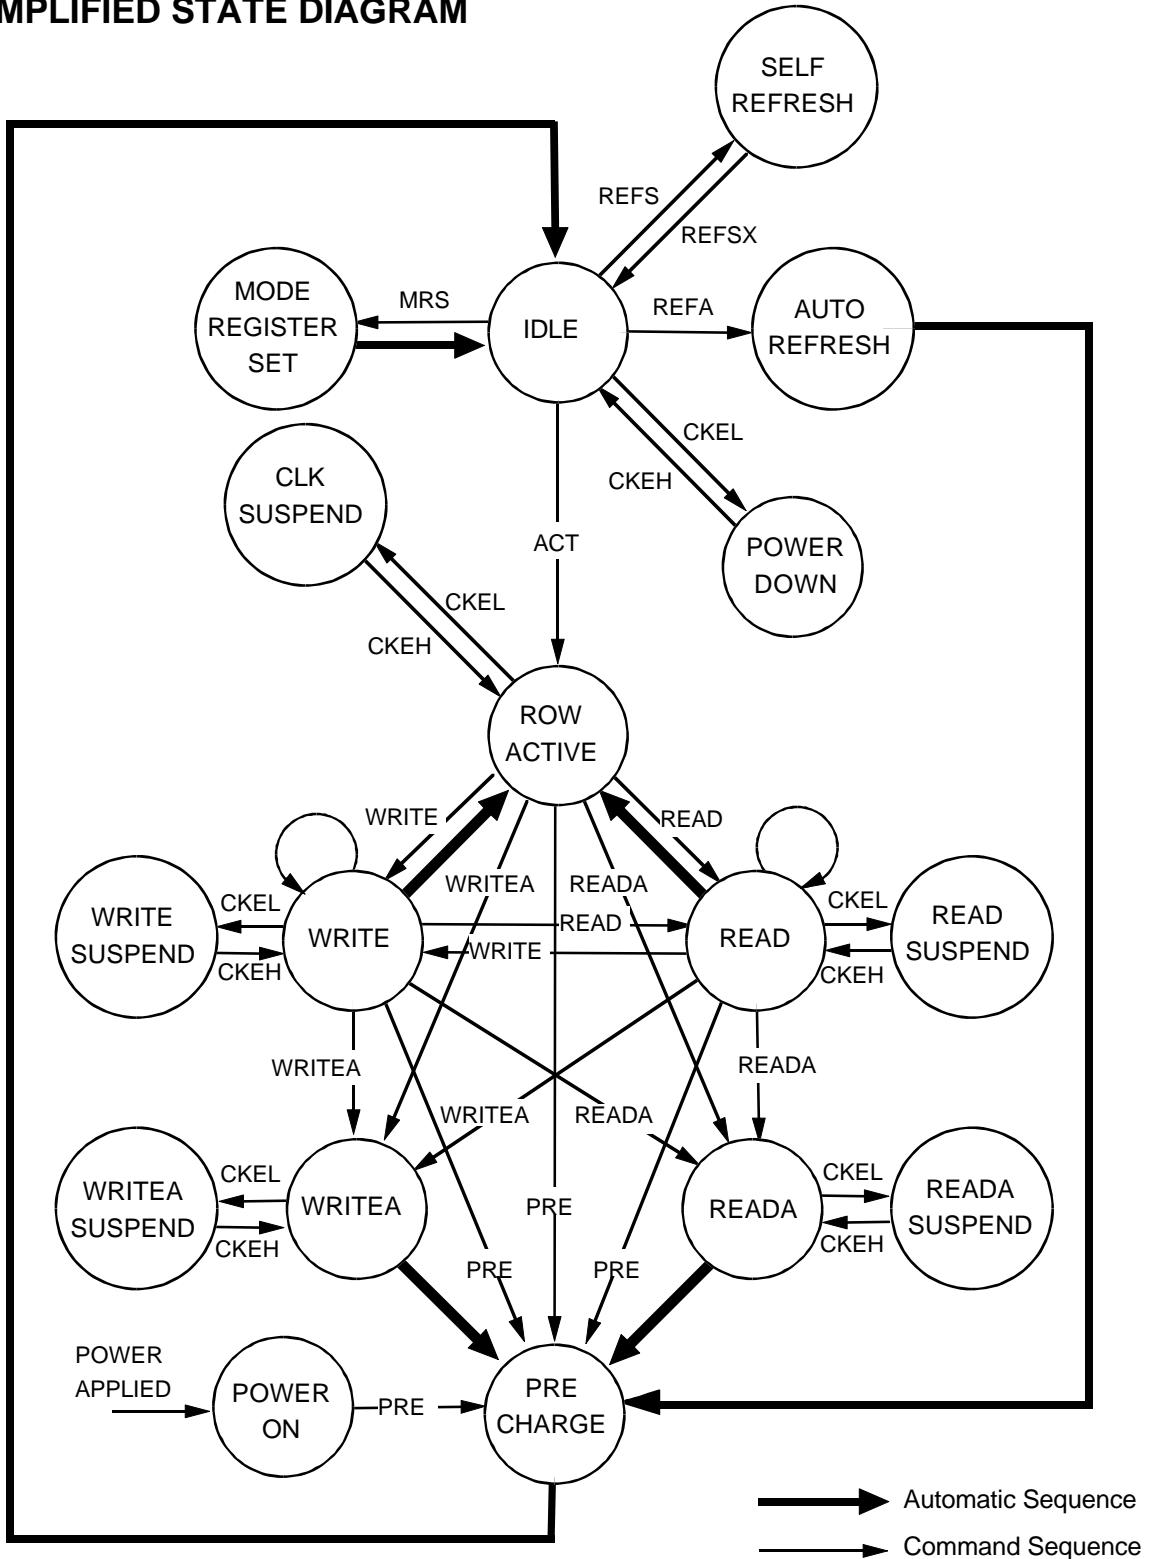 MPLIFIED STATE DIAGRAM
SELF
REFRESH
REFS
REFSX
MODE
REGISTER
SET
MRS
IDLE
REFA
AUTO
REFRESH
CLK
SUSPEND
CKEL
CKEH
POWER
DOWN
ACT
CKEL
CKEH
ROW
ACTIVE
WRITE
READ
WRITEA
READA
WRITE
SUSPEND
CKEL
CKEH
WRITE
READ
WRITE
READ
CKEL
CKEH
READ
SUSPEND
WRITEA
READA
WRITEA
READA
WRITEA
SUSPEND
CKEL
CKEH
WRITEA
PRE
READA
CKEL
CKEH
READA
SUSPEND
PRE
PRE
POWER
APPLIED
POWER
ON
PRE
PRE
CHARGE
Automatic Sequence
Command Sequence